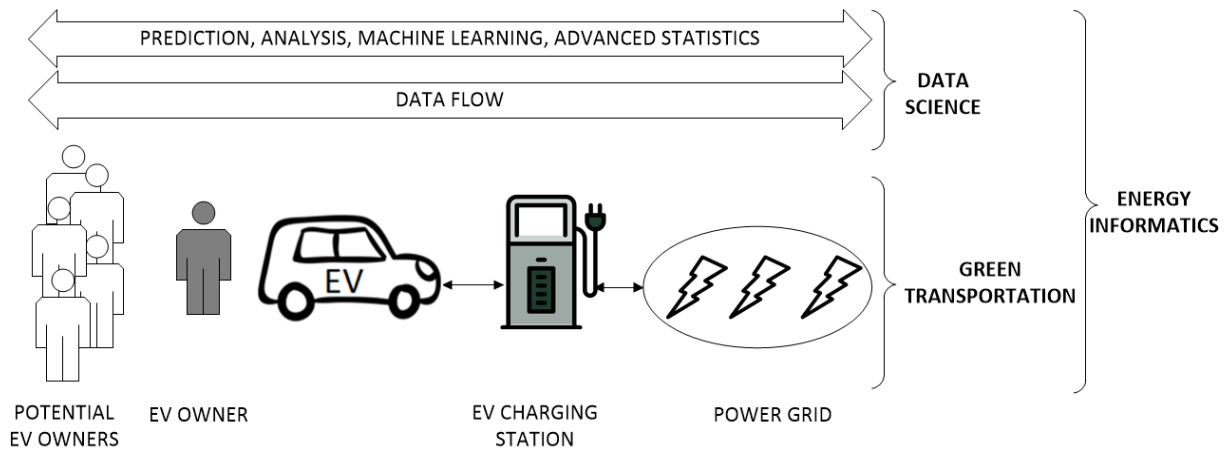 PREDICTION, ANALYSIS, MACHINE LEARNING, ADVANCED STATISTICS
DATA FLOW
DATA
SCIENCE
ENERGY
INFORMATICS
EV
GREEN
TRANSPORTATION
POTENTIAL
EV OWNERS
EV OWNER
EV CHARGING
STATION
POWER GRID